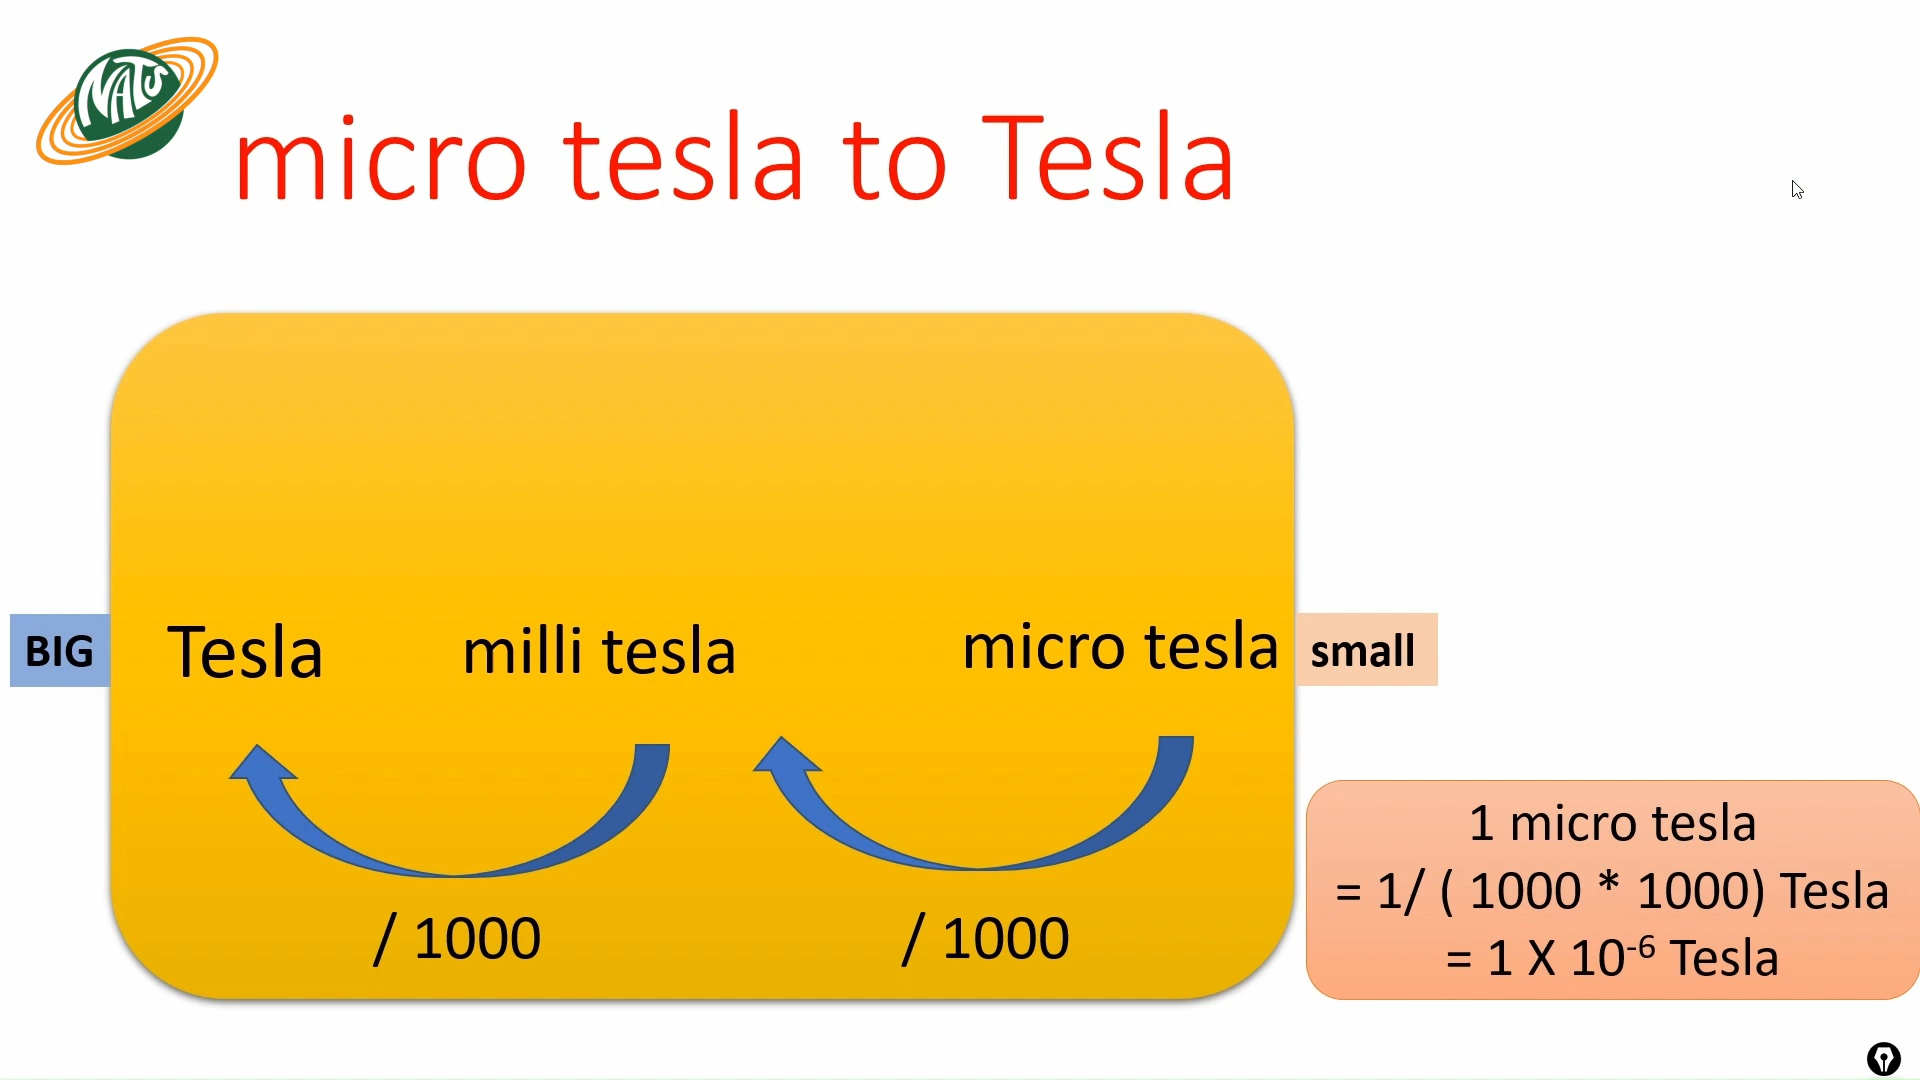 NATS
micro tesla to Tesla
BIG
Tesla
milli tesla
micro tesla
small
/ 1000
/ 1000
1 micro tesla
= 1/ ( 1000 * 1000) Tesla
= 1 X 10⁻⁶ Tesla